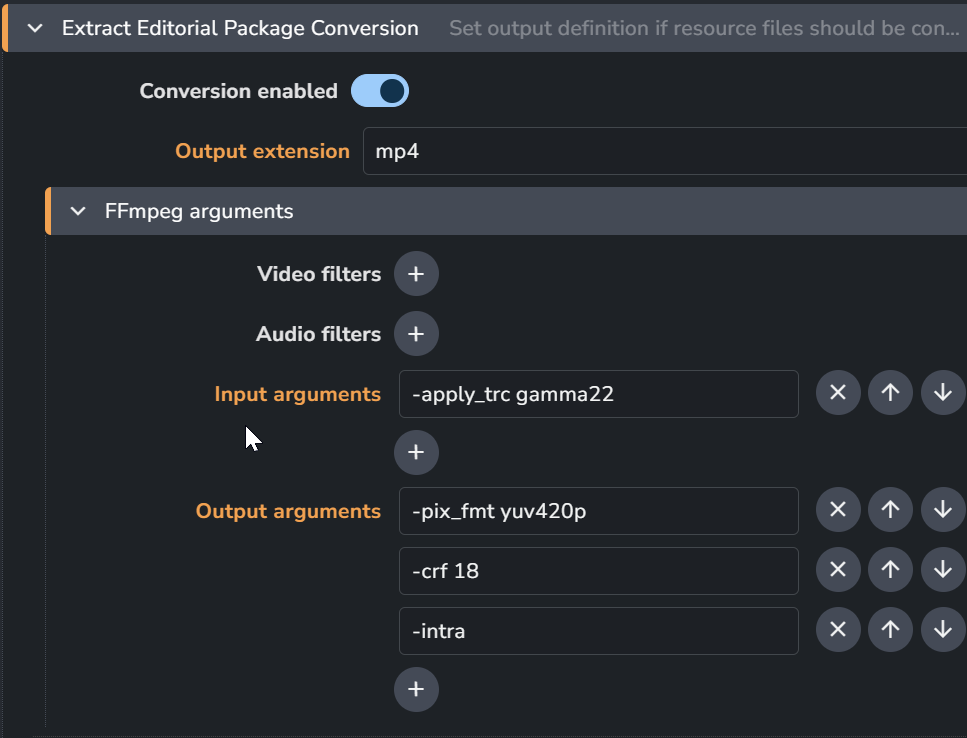 Extract Editorial Package Conversion Set output definition if resource files should be con...
Conversion enabled
Output extension mp4
FFmpeg arguments
Video filters
Audio filters
Input arguments -apply_trc gamma22
Output arguments -pix_fmt yuv420p
-crf 18
-intra